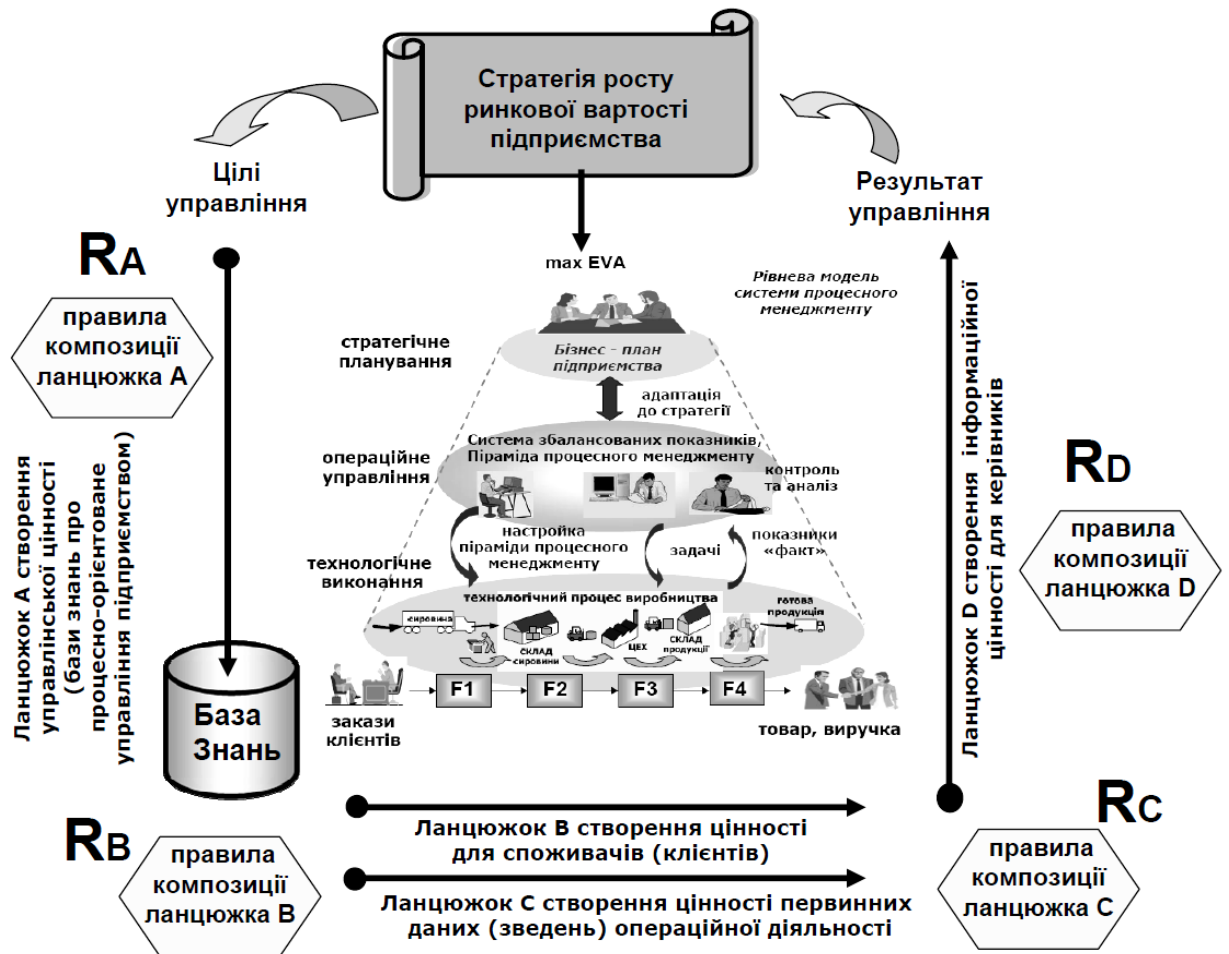 Стратегія росту
ринкової вартості
підприємства
Цілі
управління
Результат
управління
RA
правила
композиції
ланцюжка А
Ланцюжок А створення
управлінської цінності
(бази знань про
процесно-орієнтоване
управління підприємством)
База
Знань
max EVA
Рівнева модель
системи процесного
менеджменту
стратегічне
планування
Бізнес - план
підприємства
адаптація
до стратегії
Система збалансованих показників,
Піраміда процесного менеджменту
операційне
управління
контроль
та аналіз
настройка
піраміди процесного
менеджменту
задачі
показники
«факт»
технологічне
виконання
технологічний процес виробництва
сировина
СКЛАД
СИРОВИНИ
ЦЕХ
СКЛАД
ПРОДУКЦІЇ
готова
продукція
F1
F2
F3
F4
закази
клієнтів
товар, виручка
Ланцюжок D створення інформаційної
цінності для керівників
RD
правила
композиції
ланцюжка D
RB
правила
композиції
ланцюжка В
Ланцюжок В створення цінності
для споживачів (клієнтів)
Ланцюжок С створення цінності первинних
даних (зведень) операційної діяльності
RC
правила
композиції
ланцюжка С